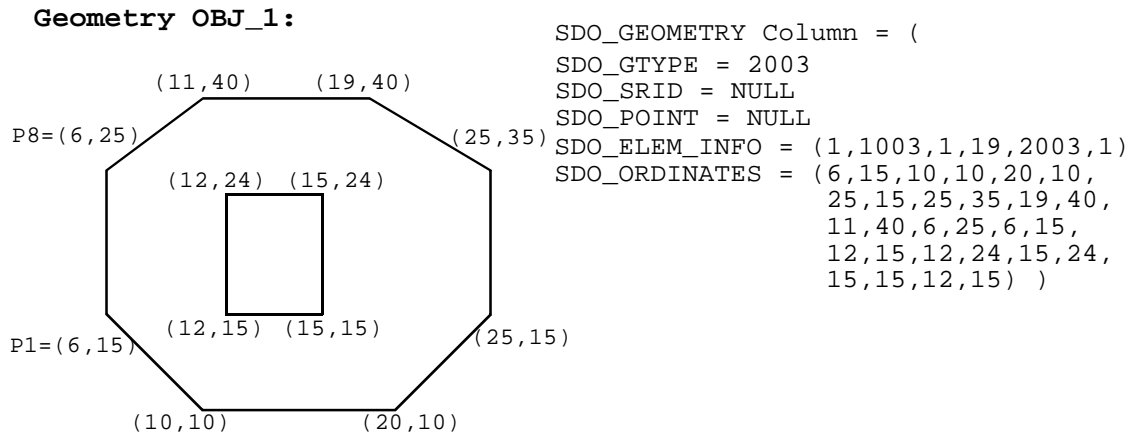 Geometry OBJ_1:
SDO_GEOMETRY Column = (
SDO_GTYPE = 2003
SDO_SRID = NULL
SDO_POINT = NULL
SDO_ELEM_INFO = (1,1003,1,19,2003,1)
SDO_ORDINATES = (6,15,10,10,20,10,
25,15,25,35,19,40,
11,40,6,25,6,15,
12,15,12,24,15,24,
15,15,12,15) )
(11,40) (19,40)
P8=(6,25) (25,35)
(12,24) (15,24)
(12,15) (15,15)
P1=(6,15) (25,15)
(10,10) (20,10)